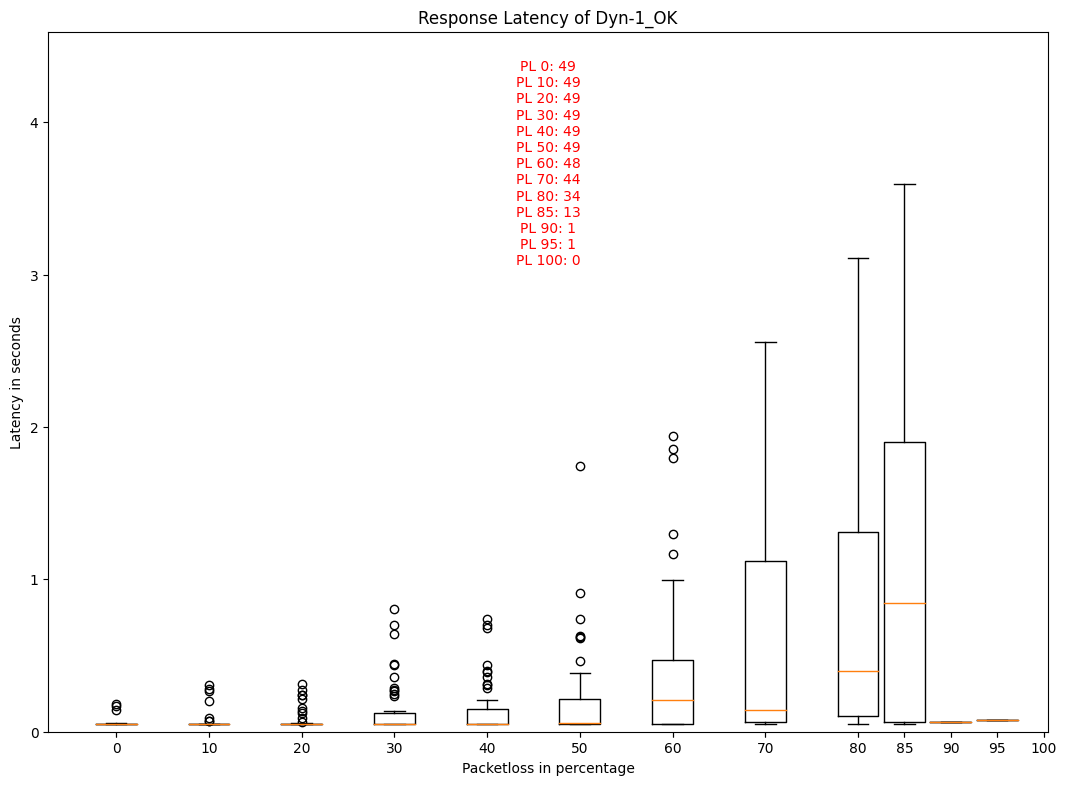 Response Latency of Dyn-1_OK
PL 0: 49
PL 10: 49
PL 20: 49
PL 30: 49
PL 40: 49
PL 50: 49
PL 60: 48
PL 70: 44
PL 80: 34
PL 85: 13
PL 90: 1
PL 95: 1
PL 100: 0
Latency in seconds
4
3
2
1
0
0 10 20 30 40 50 60 70 80 85 90 95 100
Packetloss in percentage